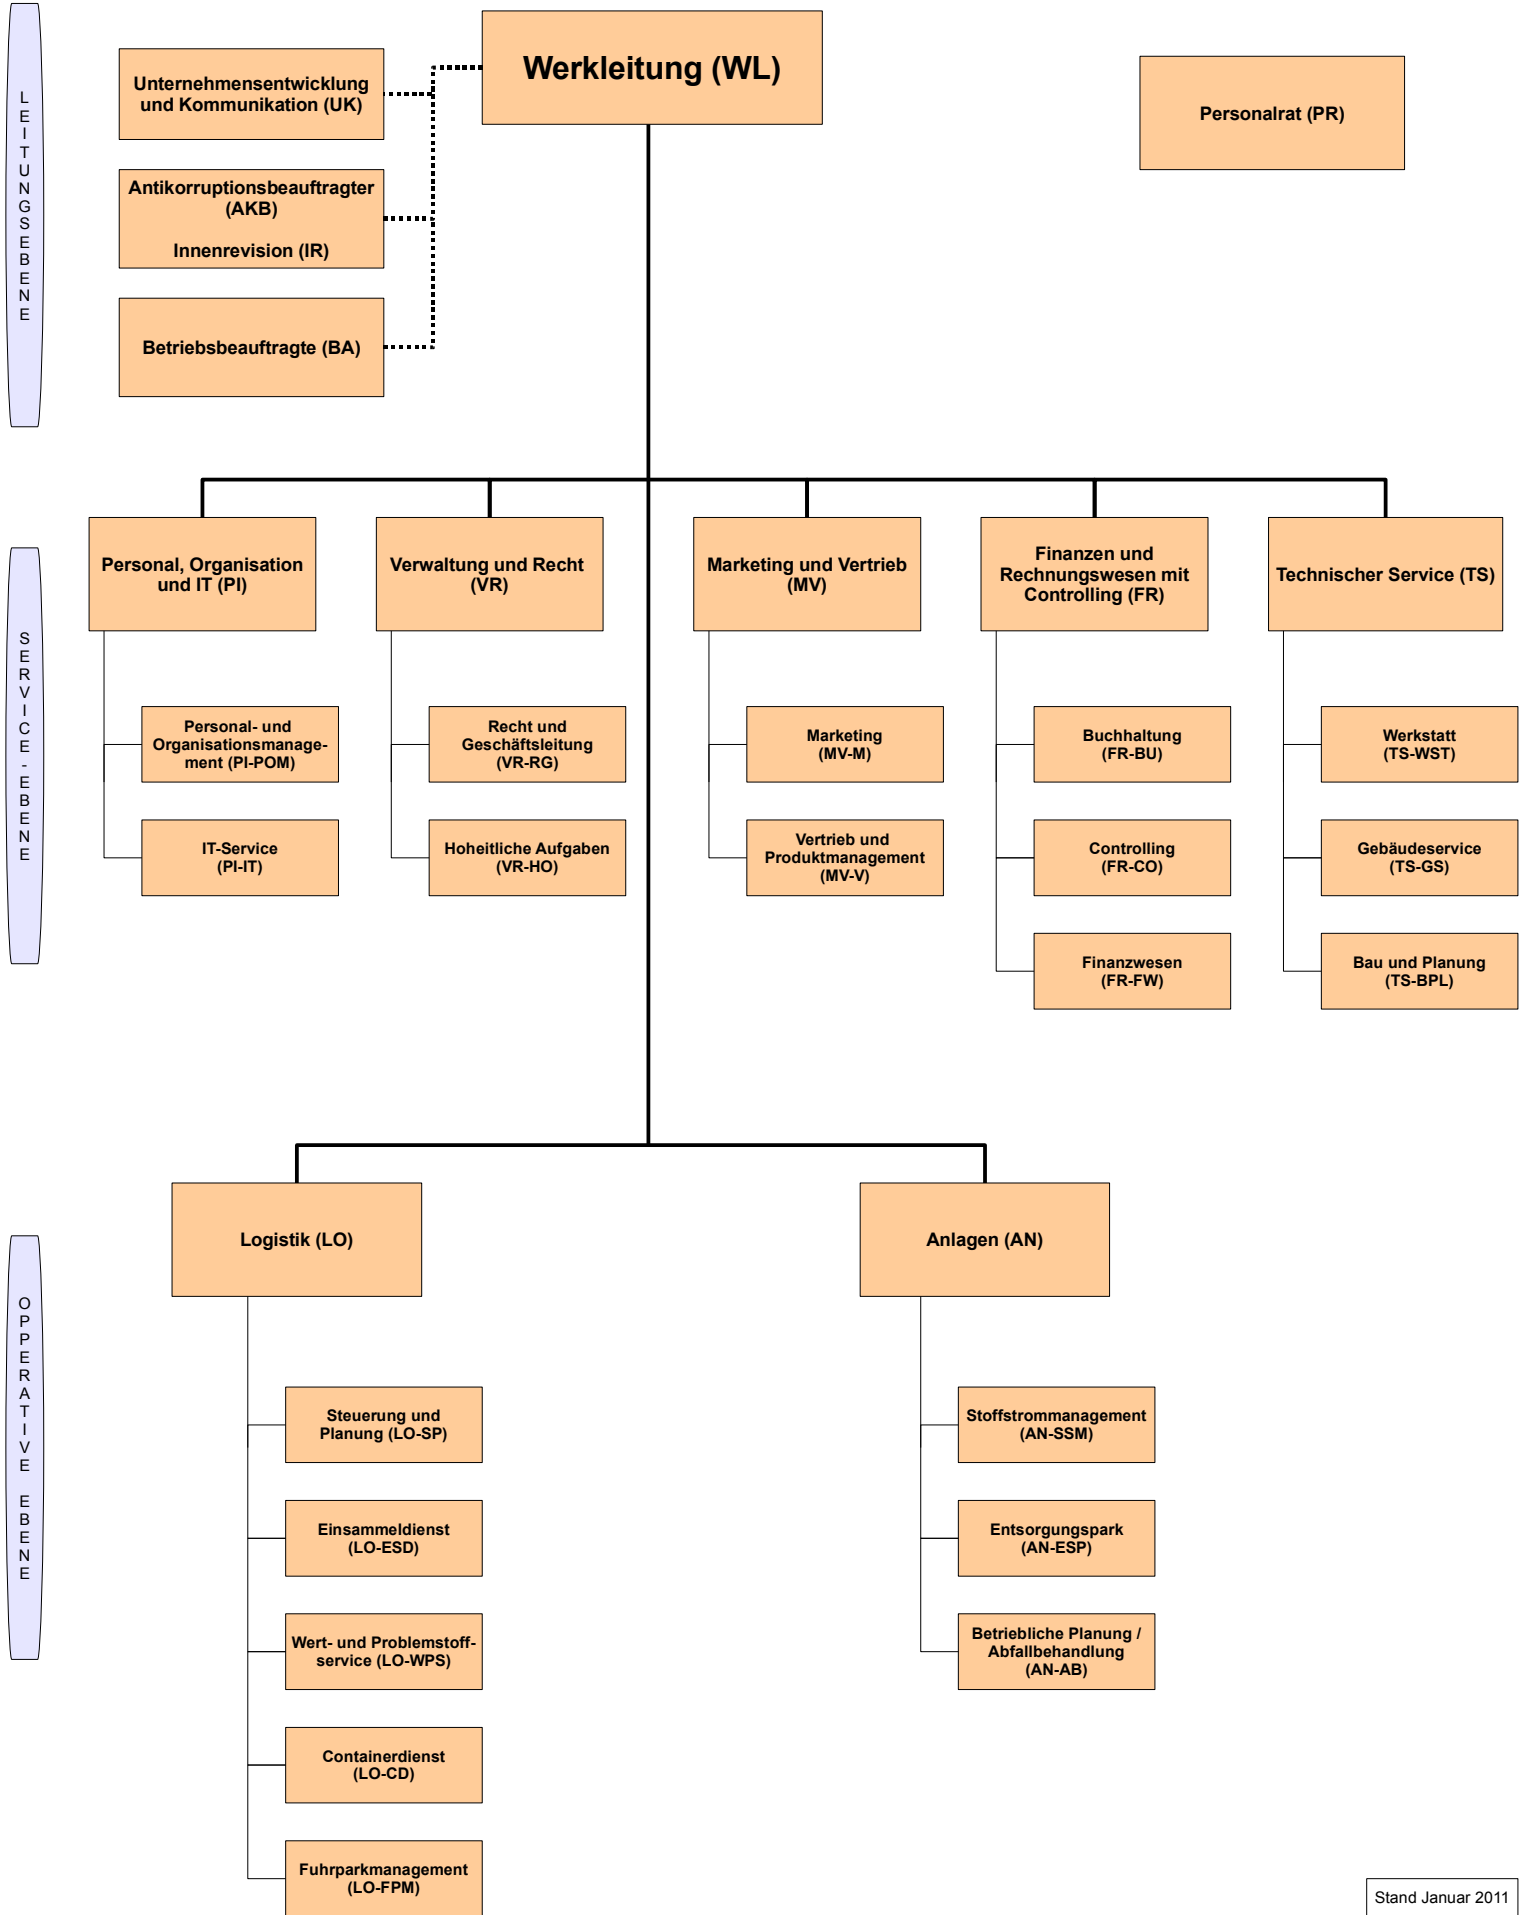 LEITUNGSEBENE
Werkleitung (WL)
Unternehmensentwicklung
und Kommunikation (UK)
Antikorruptionsbeauftragter
(AKB)
Innenrevision (IR)
Betriebsbeauftragte (BA)
Personalrat (PR)
SERVICE-EBENE
Personal, Organisation
und IT (PI)
Personal- und
Organisationsmanage-
ment (PI-POM)
IT-Service
(PI-IT)
Verwaltung und Recht
(VR)
Recht und
Geschäftsleitung
(VR-RG)
Hoheitliche Aufgaben
(VR-HO)
Marketing und Vertrieb
(MV)
Marketing
(MV-M)
Vertrieb und
Produktmanagement
(MV-V)
Finanzen und
Rechnungswesen mit
Controlling (FR)
Buchhaltung
(FR-BU)
Controlling
(FR-CO)
Finanzwesen
(FR-FW)
Technischer Service (TS)
Werkstatt
(TS-WST)
Gebäudeservice
(TS-GS)
Bau und Planung
(TS-BPL)
OPPERATIVE EBENE
Logistik (LO)
Steuerung und
Planung (LO-SP)
Einsammeldienst
(LO-ESD)
Wert- und Problemstoff-
service (LO-WPS)
Containerdienst
(LO-CD)
Fuhrparkmanagement
(LO-FPM)
Anlagen (AN)
Stoffstrommanagement
(AN-SSM)
Entsorgungspark
(AN-ESP)
Betriebliche Planung /
Abfallbehandlung
(AN-AB)
Stand Januar 2011